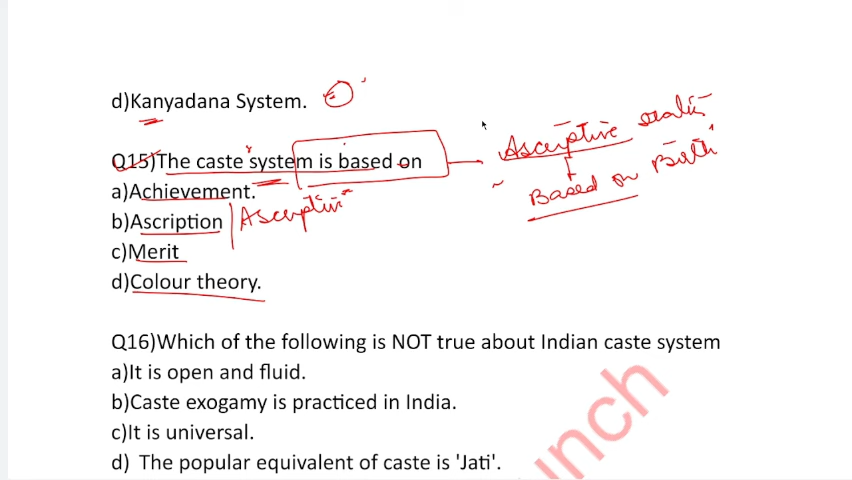 d)Kanyadana System.
Ascriptive
Q15)The caste system is based on
Based on Birth
a)Achievement.
b)Ascription Ascriptive
c)Merit
d)Colour theory.
Q16)Which of the following is NOT true about Indian caste system
a)It is open and fluid.
b)Caste exogamy is practiced in India.
c)It is universal.
d) The popular equivalent of caste is 'Jati'.
unch